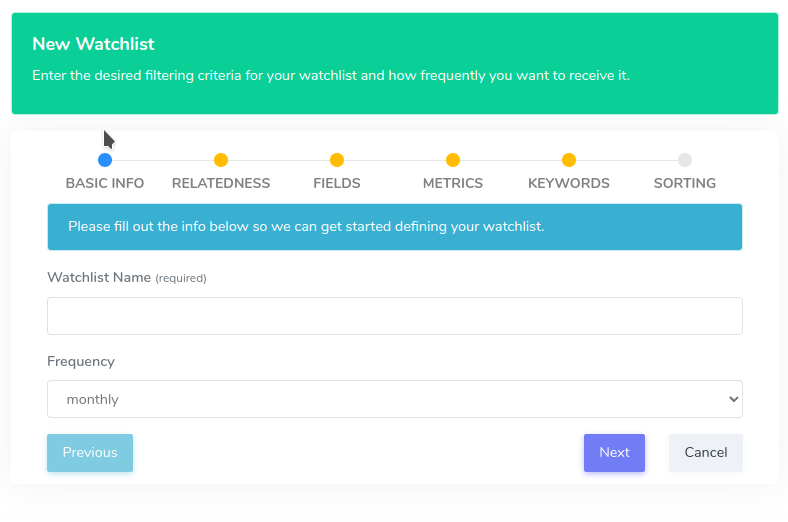 New Watchlist
Enter the desired filtering criteria for your watchlist and how frequently you want to receive it.
BASIC INFO RELATEDNESS FIELDS METRICS KEYWORDS SORTING
Please fill out the info below so we can get started defining your watchlist.
Watchlist Name (required)
Frequency
monthly
Previous Next Cancel